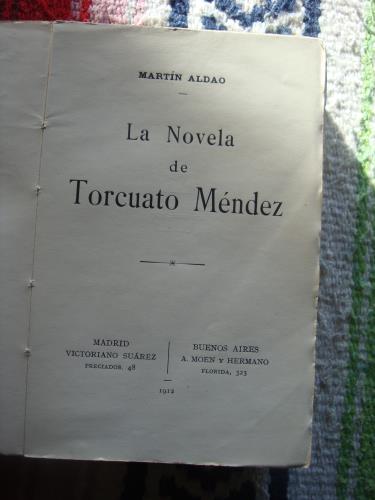 MARTÍN ALDAO
La Novela
de
Torcuato Méndez
MADRID
VICTORIANO SUÁREZ
PRECIADOS, 48
BUENOS AIRES
A. MOEN Y HERMANO
FLORIDA, 323
1912